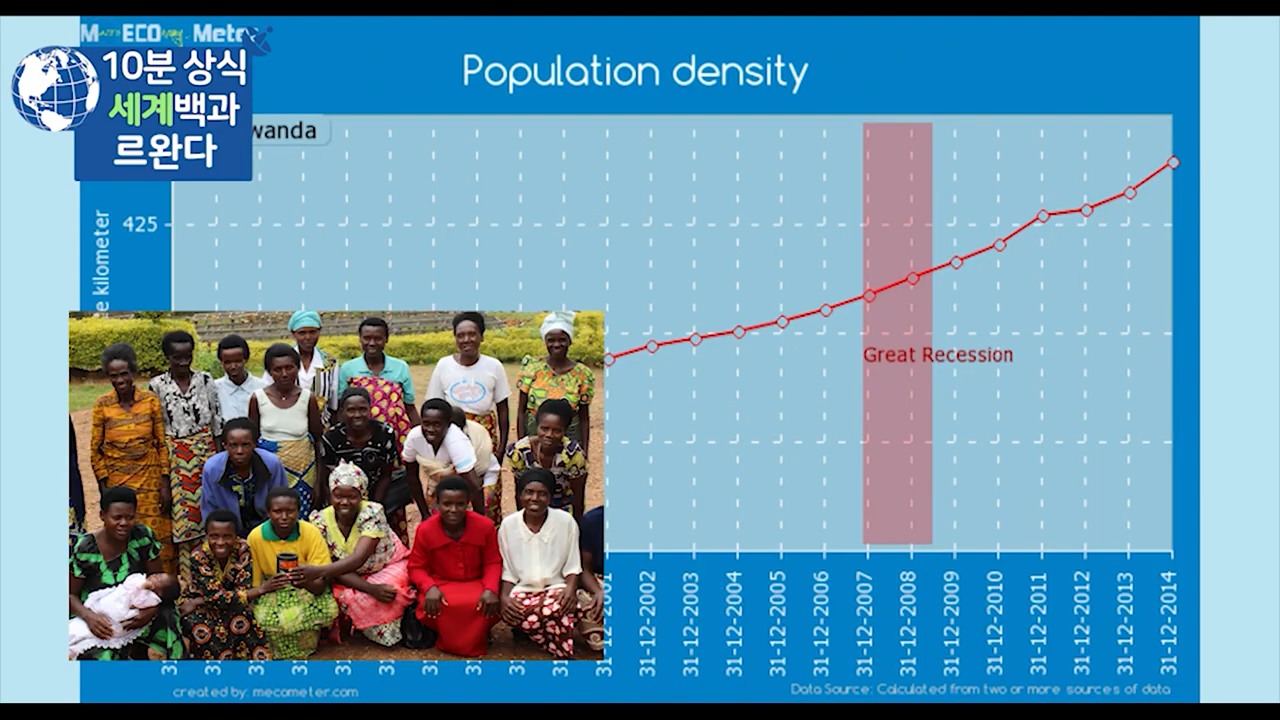 ECO Mete
10분 상식
세계백과
르완다
Population density
wanda
425
e kilometer
Great Recession
31-12-2002
31-12-2003
31-12-2004
31-12-2005
31-12-2006
31-12-2007
31-12-2008
31-12-2009
31-12-2010
31-12-2011
31-12-2012
31-12-2013
31-12-2014
created by: mecometer.com
Data Source: Calculated from two or more sources of data